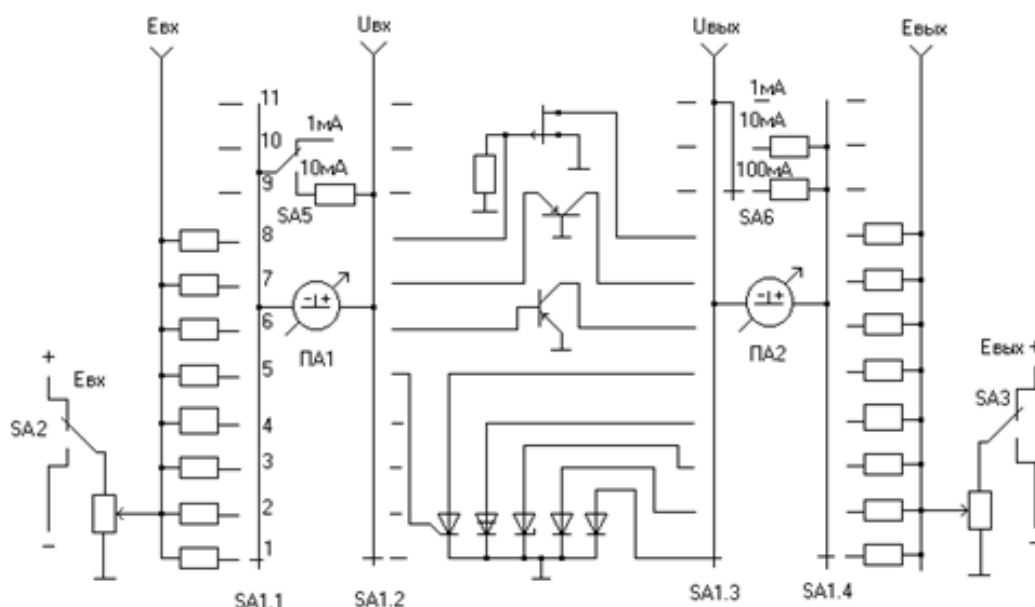 Eвх Uвх Uвых Eвых
11 1мА
10 1мА 10мА
10мА 100мА
9
SA5 SA6
8
7
6
ПА1 ПА2
5
+ Eвх Eвых +
SA2 SA3
4
3
2
1
− −
SA1.1 SA1.2 SA1.3 SA1.4